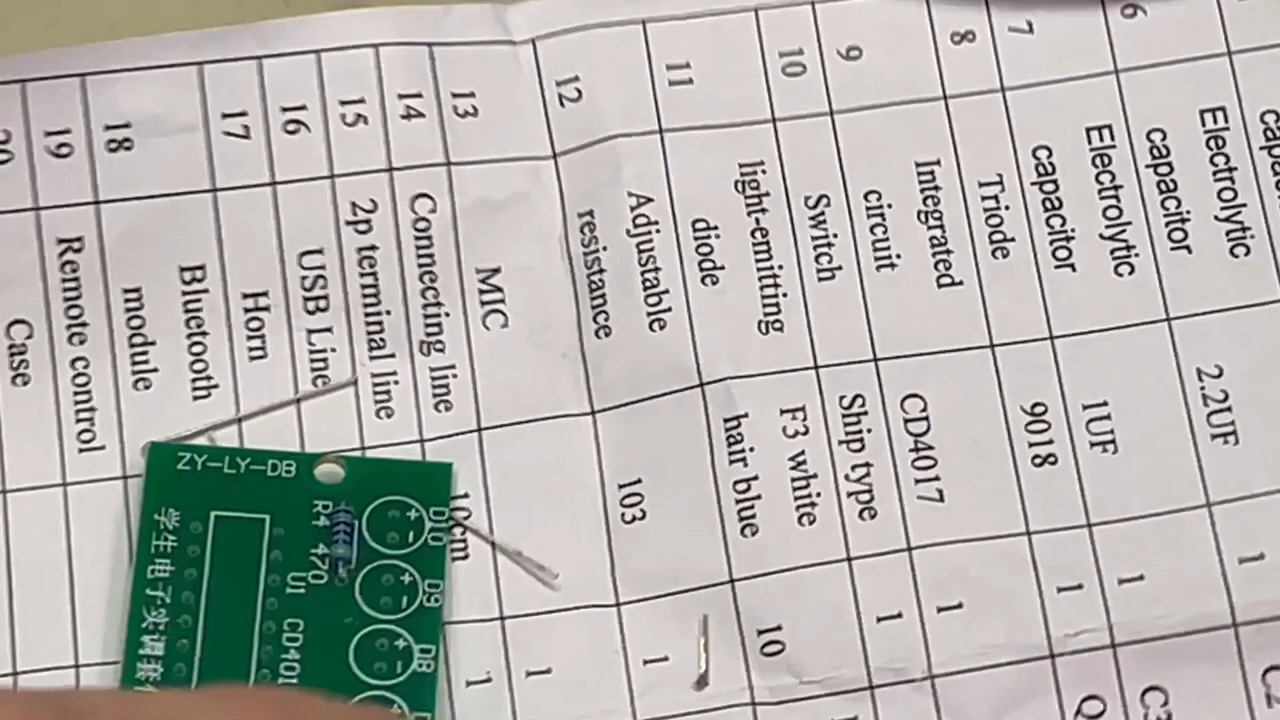 6
Electrolytic
capacitor
2.2UF
1
7
Electrolytic
capacitor
1UF
1
8
Triode
9018
1
9
Integrated
circuit
CD4017
1
10
Switch
Ship type
1
11
light-emitting
diode
F3 white
hair blue
10
12
Adjustable
resistance
103
1
13
MIC
1
14
Connecting line
10cm
1
15
2p terminal line
16
USB Line
17
Horn
18
Bluetooth
module
19
Remote control
20
Case
ZY-LY-DB
R4 470
D10
D9
D8
U1 CD401
学生电子实调套